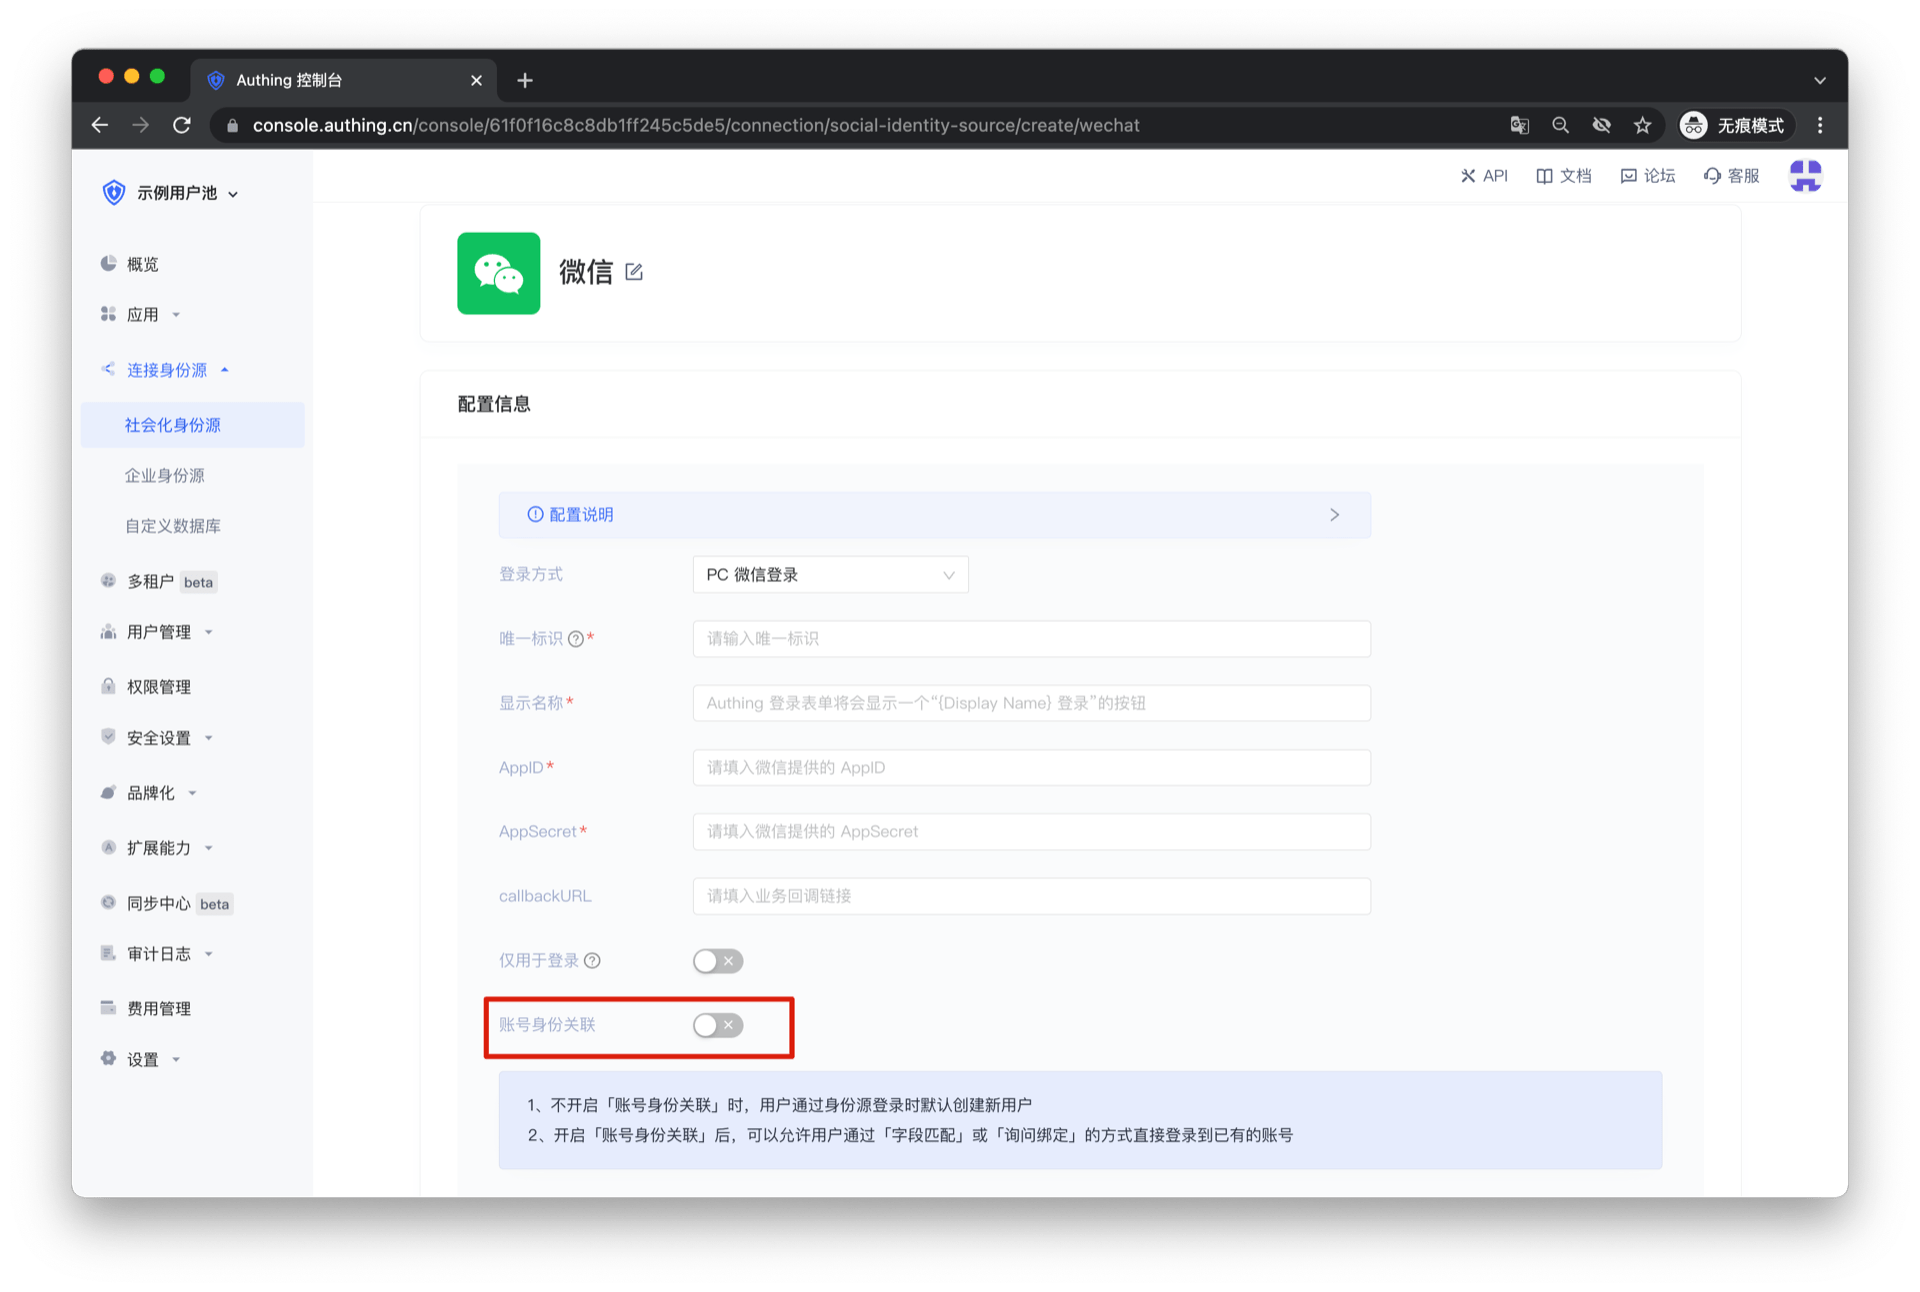 Authing 控制台
console.authing.cn/console/61f0f16c8c8db1ff245c5de5/connection/social-identity-source/create/wechat
无痕模式
示例用户池
API
文档
论坛
客服
概览
应用
连接身份源
社会化身份源
企业身份源
自定义数据库
多租户 beta
用户管理
权限管理
安全设置
品牌化
扩展能力
同步中心 beta
审计日志
费用管理
设置
微信
配置信息
配置说明
登录方式 PC 微信登录
唯一标识* 请输入唯一标识
显示名称* Authing 登录表单将会显示一个“{Display Name} 登录”的按钮
AppID* 请填入微信提供的 AppID
AppSecret* 请填入微信提供的 AppSecret
callbackURL 请填入业务回调链接
仅用于登录
账号身份关联
1、不开启「账号身份关联」时，用户通过身份源登录时默认创建新用户
2、开启「账号身份关联」后，可以允许用户通过「字段匹配」或「询问绑定」的方式直接登录到已有的账号